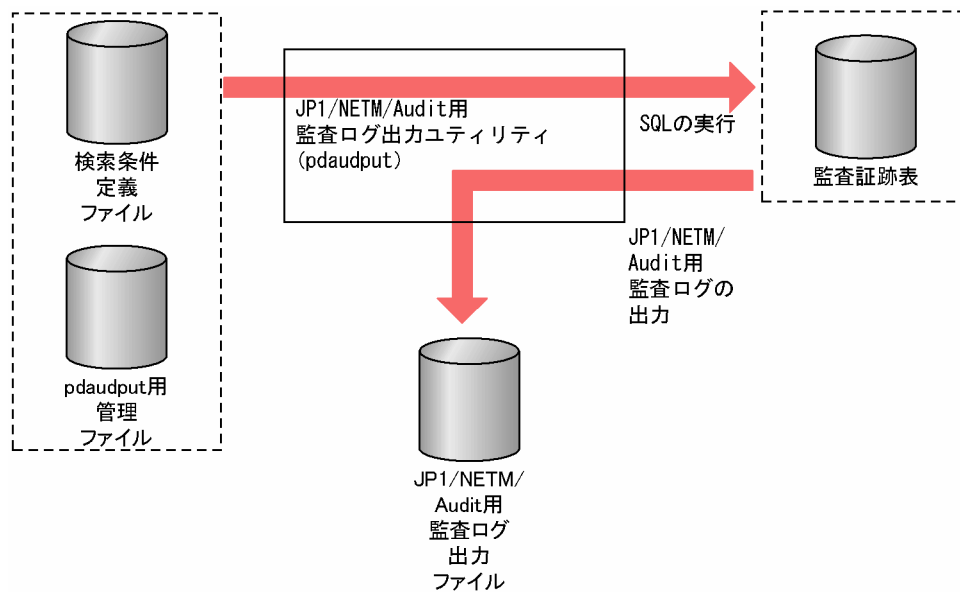 検索条件
定義
ファイル
pdaudput用
管理
ファイル
JP1/NETM/Audit用
監査ログ出力ユティリティ
(pdaudput)
SQLの実行
監査証跡表
JP1/NETM/
Audit用
監査ログの
出力
JP1/NETM/
Audit用
監査ログ
出力
ファイル